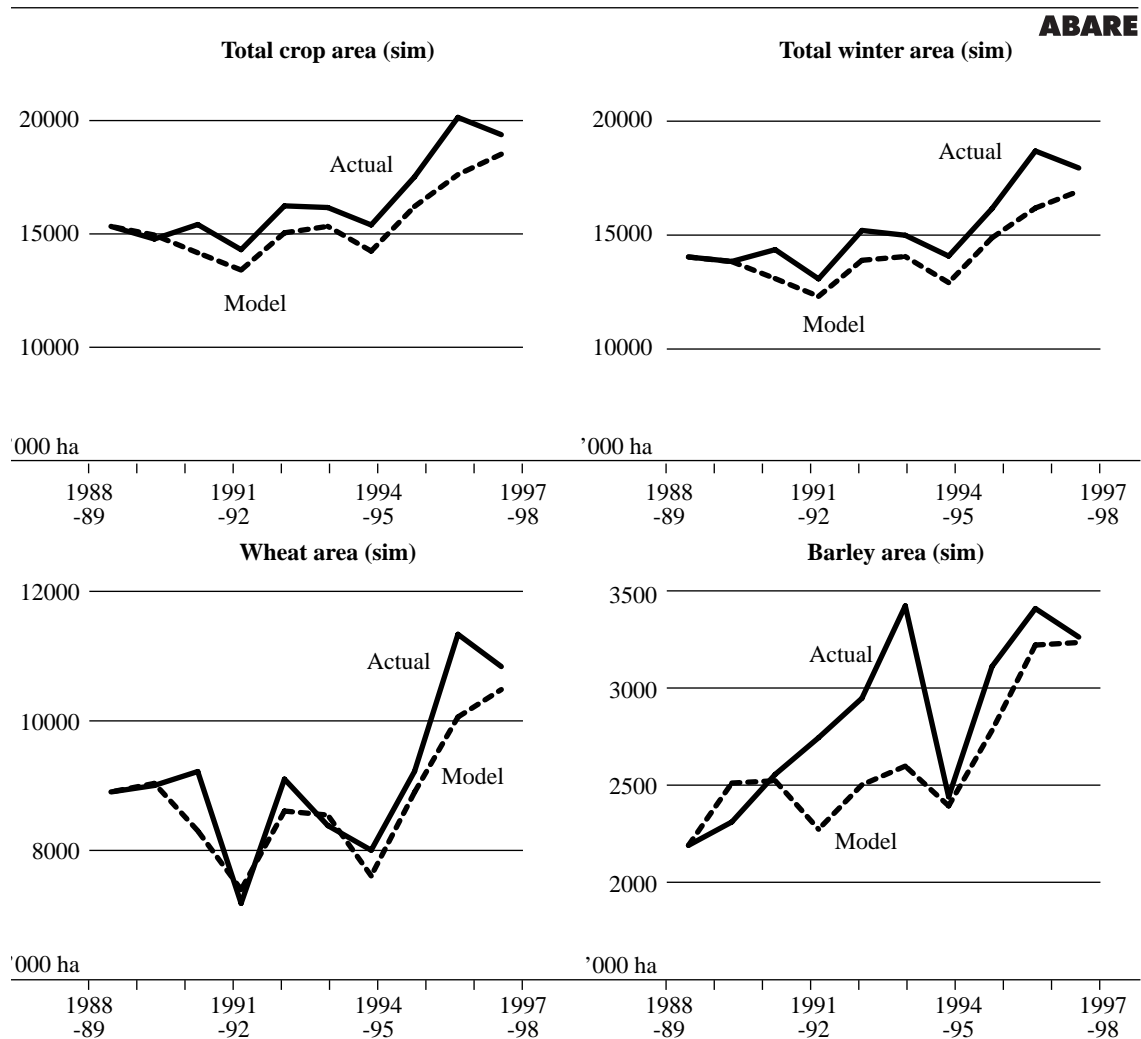 ABARE
Total crop area (sim)
20000
Actual
15000
Model
10000
’000 ha
1988 1991 1994 1997
-89 -92 -95 -98
Total winter area (sim)
20000
Actual
15000
Model
10000
’000 ha
1988 1991 1994 1997
-89 -92 -95 -98
Wheat area (sim)
12000
Actual
10000
Model
8000
’000 ha
1988 1991 1994 1997
-89 -92 -95 -98
Barley area (sim)
3500
Actual
3000
2500
Model
2000
’000 ha
1988 1991 1994 1997
-89 -92 -95 -98